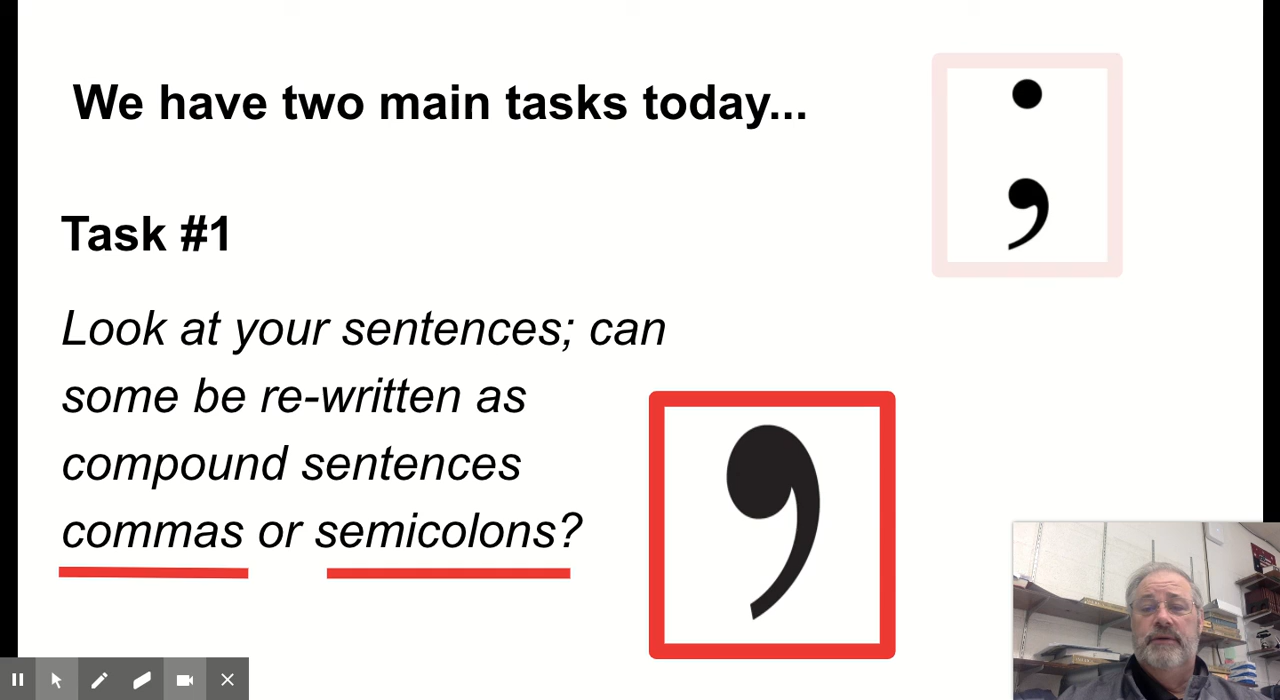 We have two main tasks today...
;
Task #1
Look at your sentences; can
some be re-written as
compound sentences
commas or semicolons?
,